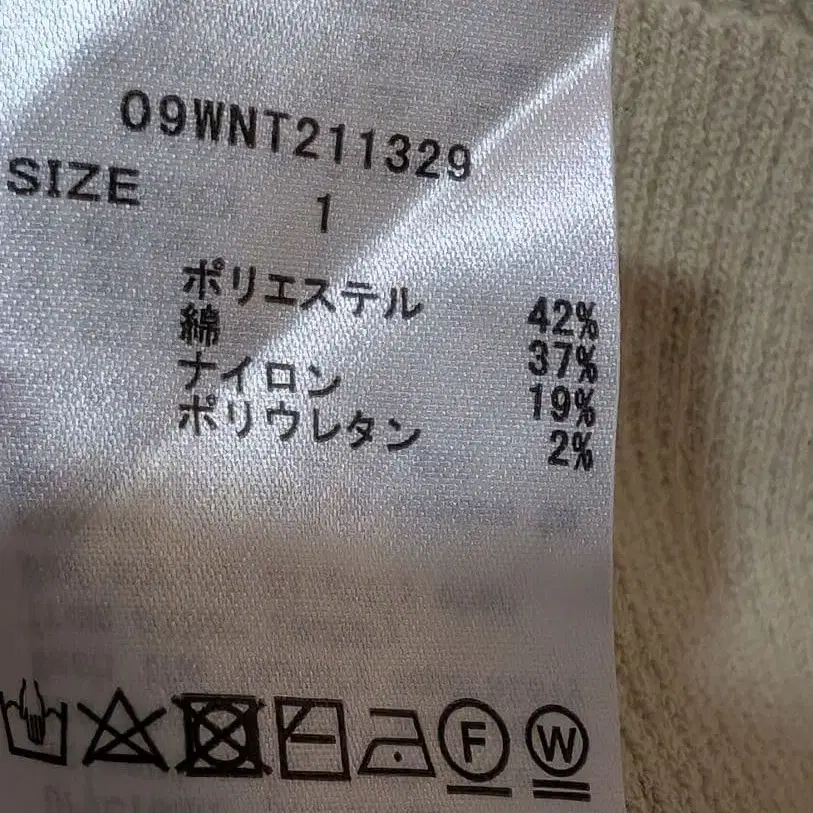 09WNT211329
SIZE 1
ポリエステル 42%
綿 37%
ナイロン 19%
ポリウレタン 2%
F W